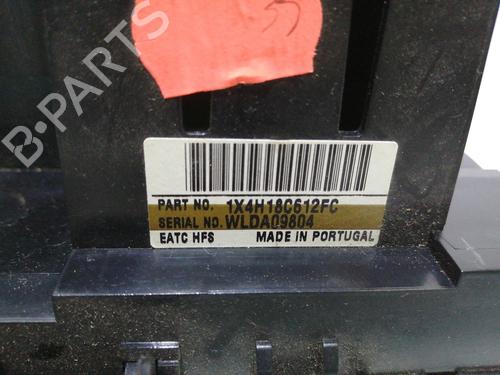 B-PARTS
PART NO. 1X4H18C612FC
SERIAL NO. WLDA09804
EATC HFS MADE IN PORTUGAL